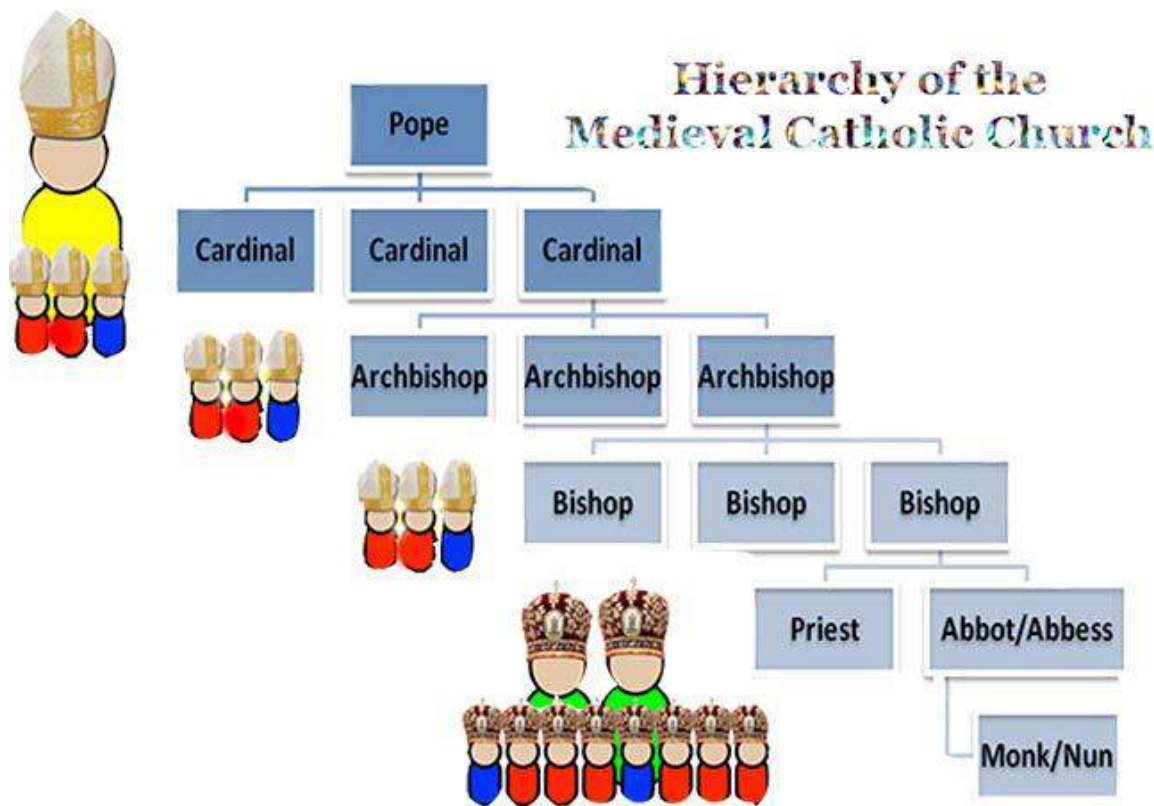 Hierarchy of the
Medieval Catholic Church
Pope
Cardinal
Cardinal
Cardinal
Archbishop
Archbishop
Archbishop
Bishop
Bishop
Bishop
Priest
Abbot/Abbess
Monk/Nun